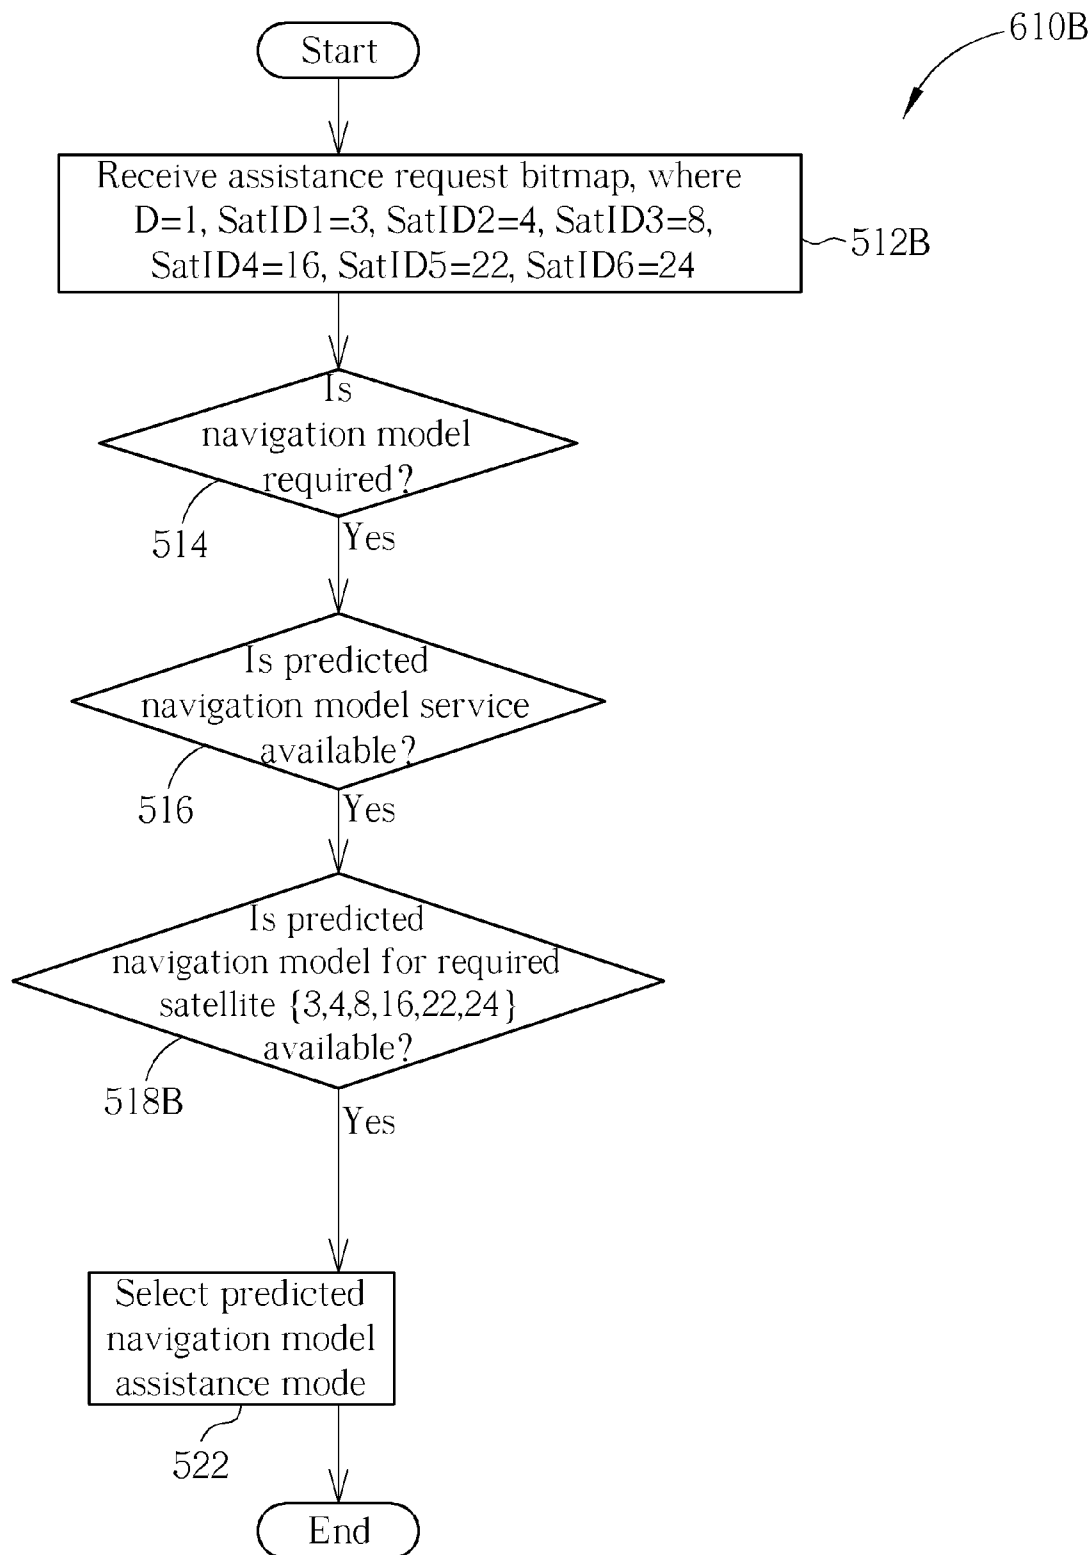 610B
Start
Receive assistance request bitmap, where
D=1, SatID1=3, SatID2=4, SatID3=8,
SatID4=16, SatID5=22, SatID6=24
512B
Is
navigation model
required?
514
Yes
Is predicted
navigation model service
available?
516
Yes
Is predicted
navigation model for required
satellite {3,4,8,16,22,24}
available?
518B
Yes
Select predicted
navigation model
assistance mode
522
End